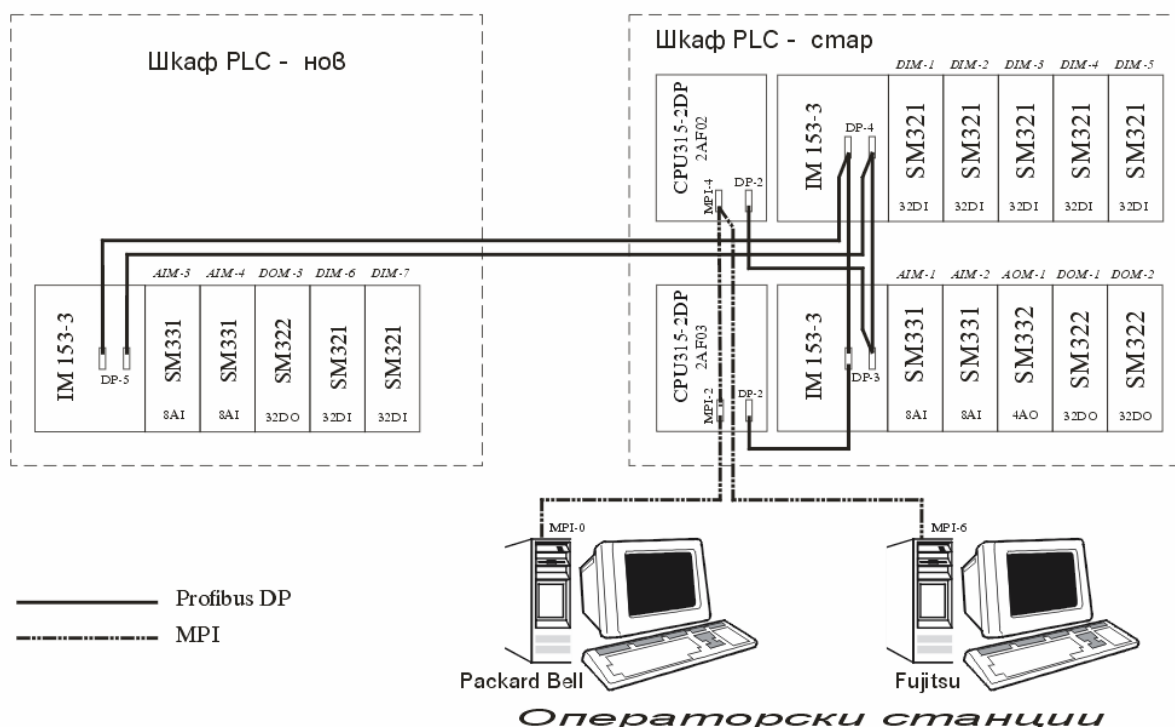 Шкаф PLC - нов
Шкаф PLC - стар
CPU315-2DP
2AF02
MPI-4
DP-2
IM 153-3
DP-4
DIM-1
SM321
32DI
DIM-2
SM321
32DI
DIM-3
SM321
32DI
DIM-4
SM321
32DI
DIM-5
SM321
32DI
IM 153-3
DP-5
AIM-3
SM331
8AI
AIM-4
SM331
8AI
DOM-3
SM322
32DO
DIM-6
SM321
32DI
DIM-7
SM321
32DI
CPU315-2DP
2AF03
MPI-2
DP-2
IM 153-3
DP-3
AIM-1
SM331
8AI
AIM-2
SM331
8AI
AOM-1
SM332
4AO
DOM-1
SM322
32DO
DOM-2
SM322
32DO
MPI-0
MPI-6
Profibus DP
MPI
Packard Bell
Fujitsu
Операторски станции